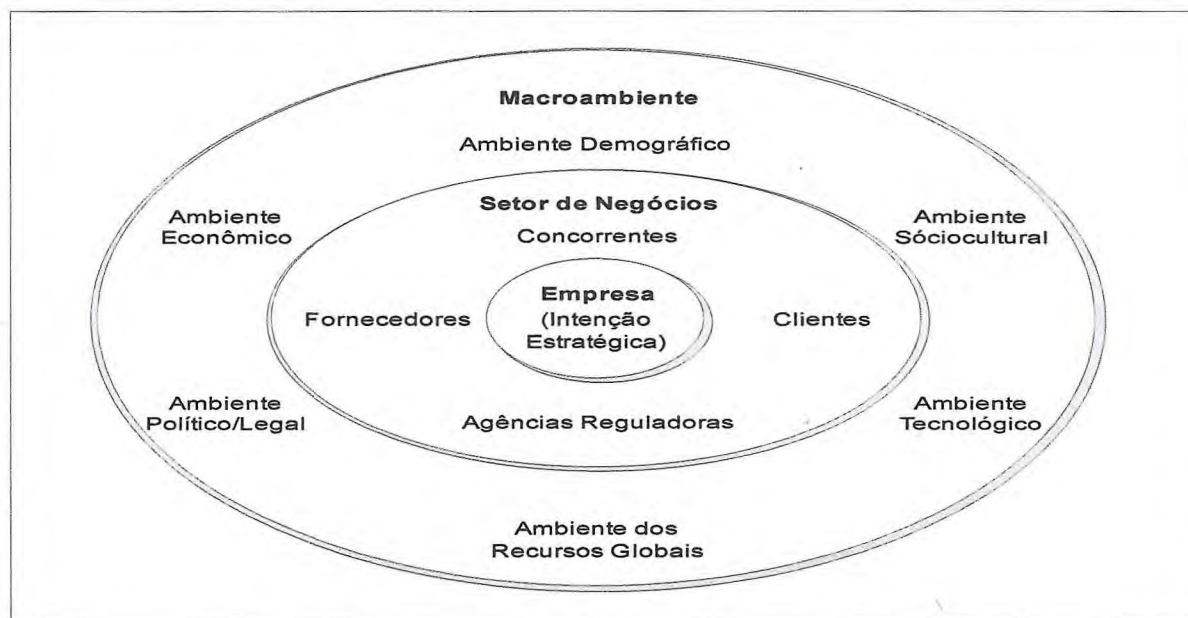 Macroambiente
Ambiente Demográfico
Ambiente
Econômico
Setor de Negócios
Concorrentes
Ambiente
Sóciocultural
Fornecedores
Empresa
(Intenção
Estratégica)
Clientes
Ambiente
Político/Legal
Agências Reguladoras
Ambiente
Tecnológico
Ambiente dos
Recursos Globais